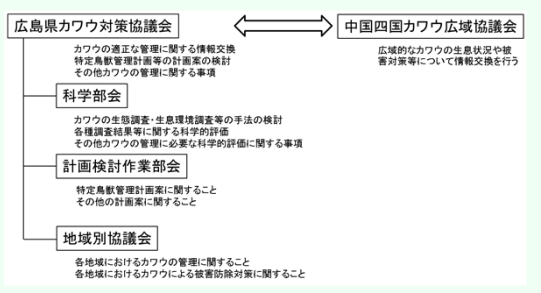 広島県カワウ対策協議会
カワウの適正な管理に関する情報交換
特定鳥獣管理計画等の計画案の検討
その他カワウの管理に関する事項
中国四国カワウ広域協議会
広域的なカワウの生息状況や被
害対策等について情報交換を行う
科学部会
カワウの生態調査・生息環境調査等の手法の検討
各種調査結果等に関する科学的評価
その他カワウの管理に必要な科学的評価に関する事項
計画検討作業部会
特定鳥獣管理計画案に関すること
その他の計画案に関すること
地域別協議会
各地域におけるカワウの管理に関すること
各地域におけるカワウによる被害防除対策に関すること